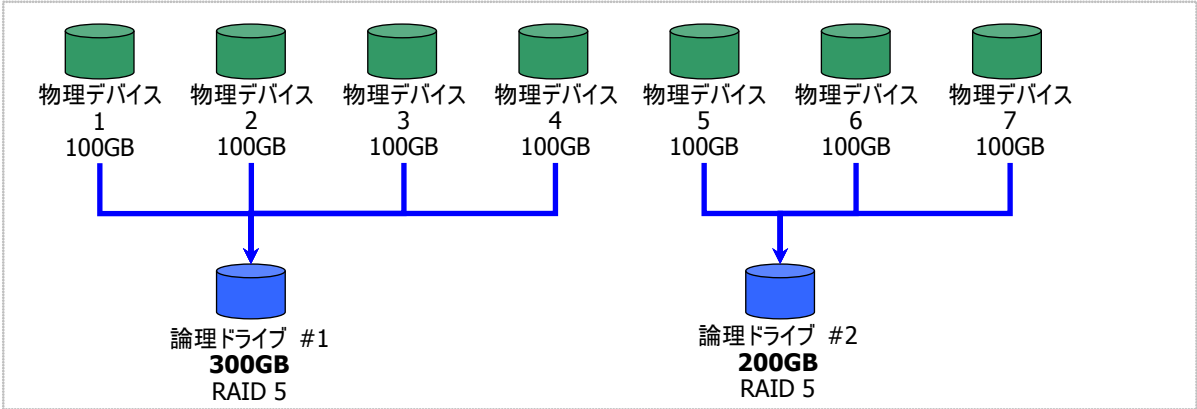 物理デバイス 物理デバイス 物理デバイス 物理デバイス 物理デバイス 物理デバイス 物理デバイス
1 2 3 4 5 6 7
100GB 100GB 100GB 100GB 100GB 100GB 100GB
論理ドライブ #1 論理ドライブ #2
300GB 200GB
RAID 5 RAID 5